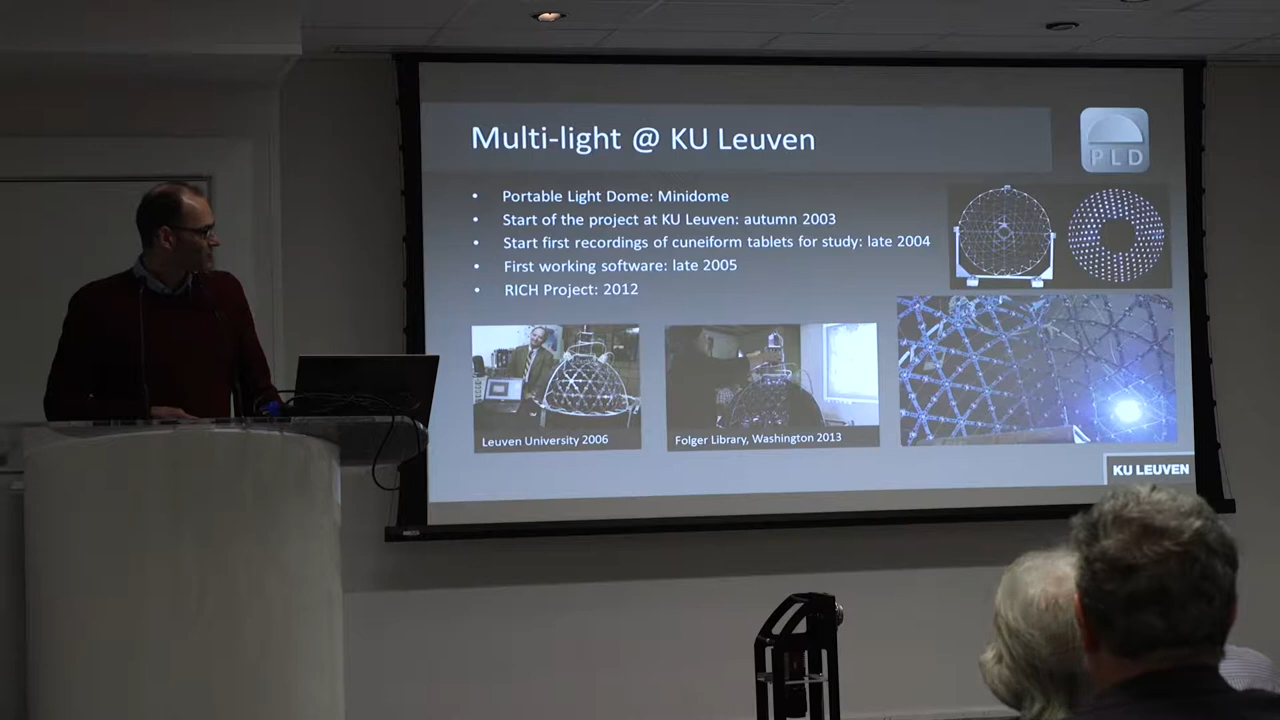 Multi-light @ KU Leuven
PLD
• Portable Light Dome: Minidome
• Start of the project at KU Leuven: autumn 2003
• Start first recordings of cuneiform tablets for study: late 2004
• First working software: late 2005
• RICH Project: 2012
Leuven University 2006
Folger Library, Washington 2013
KU LEUVEN